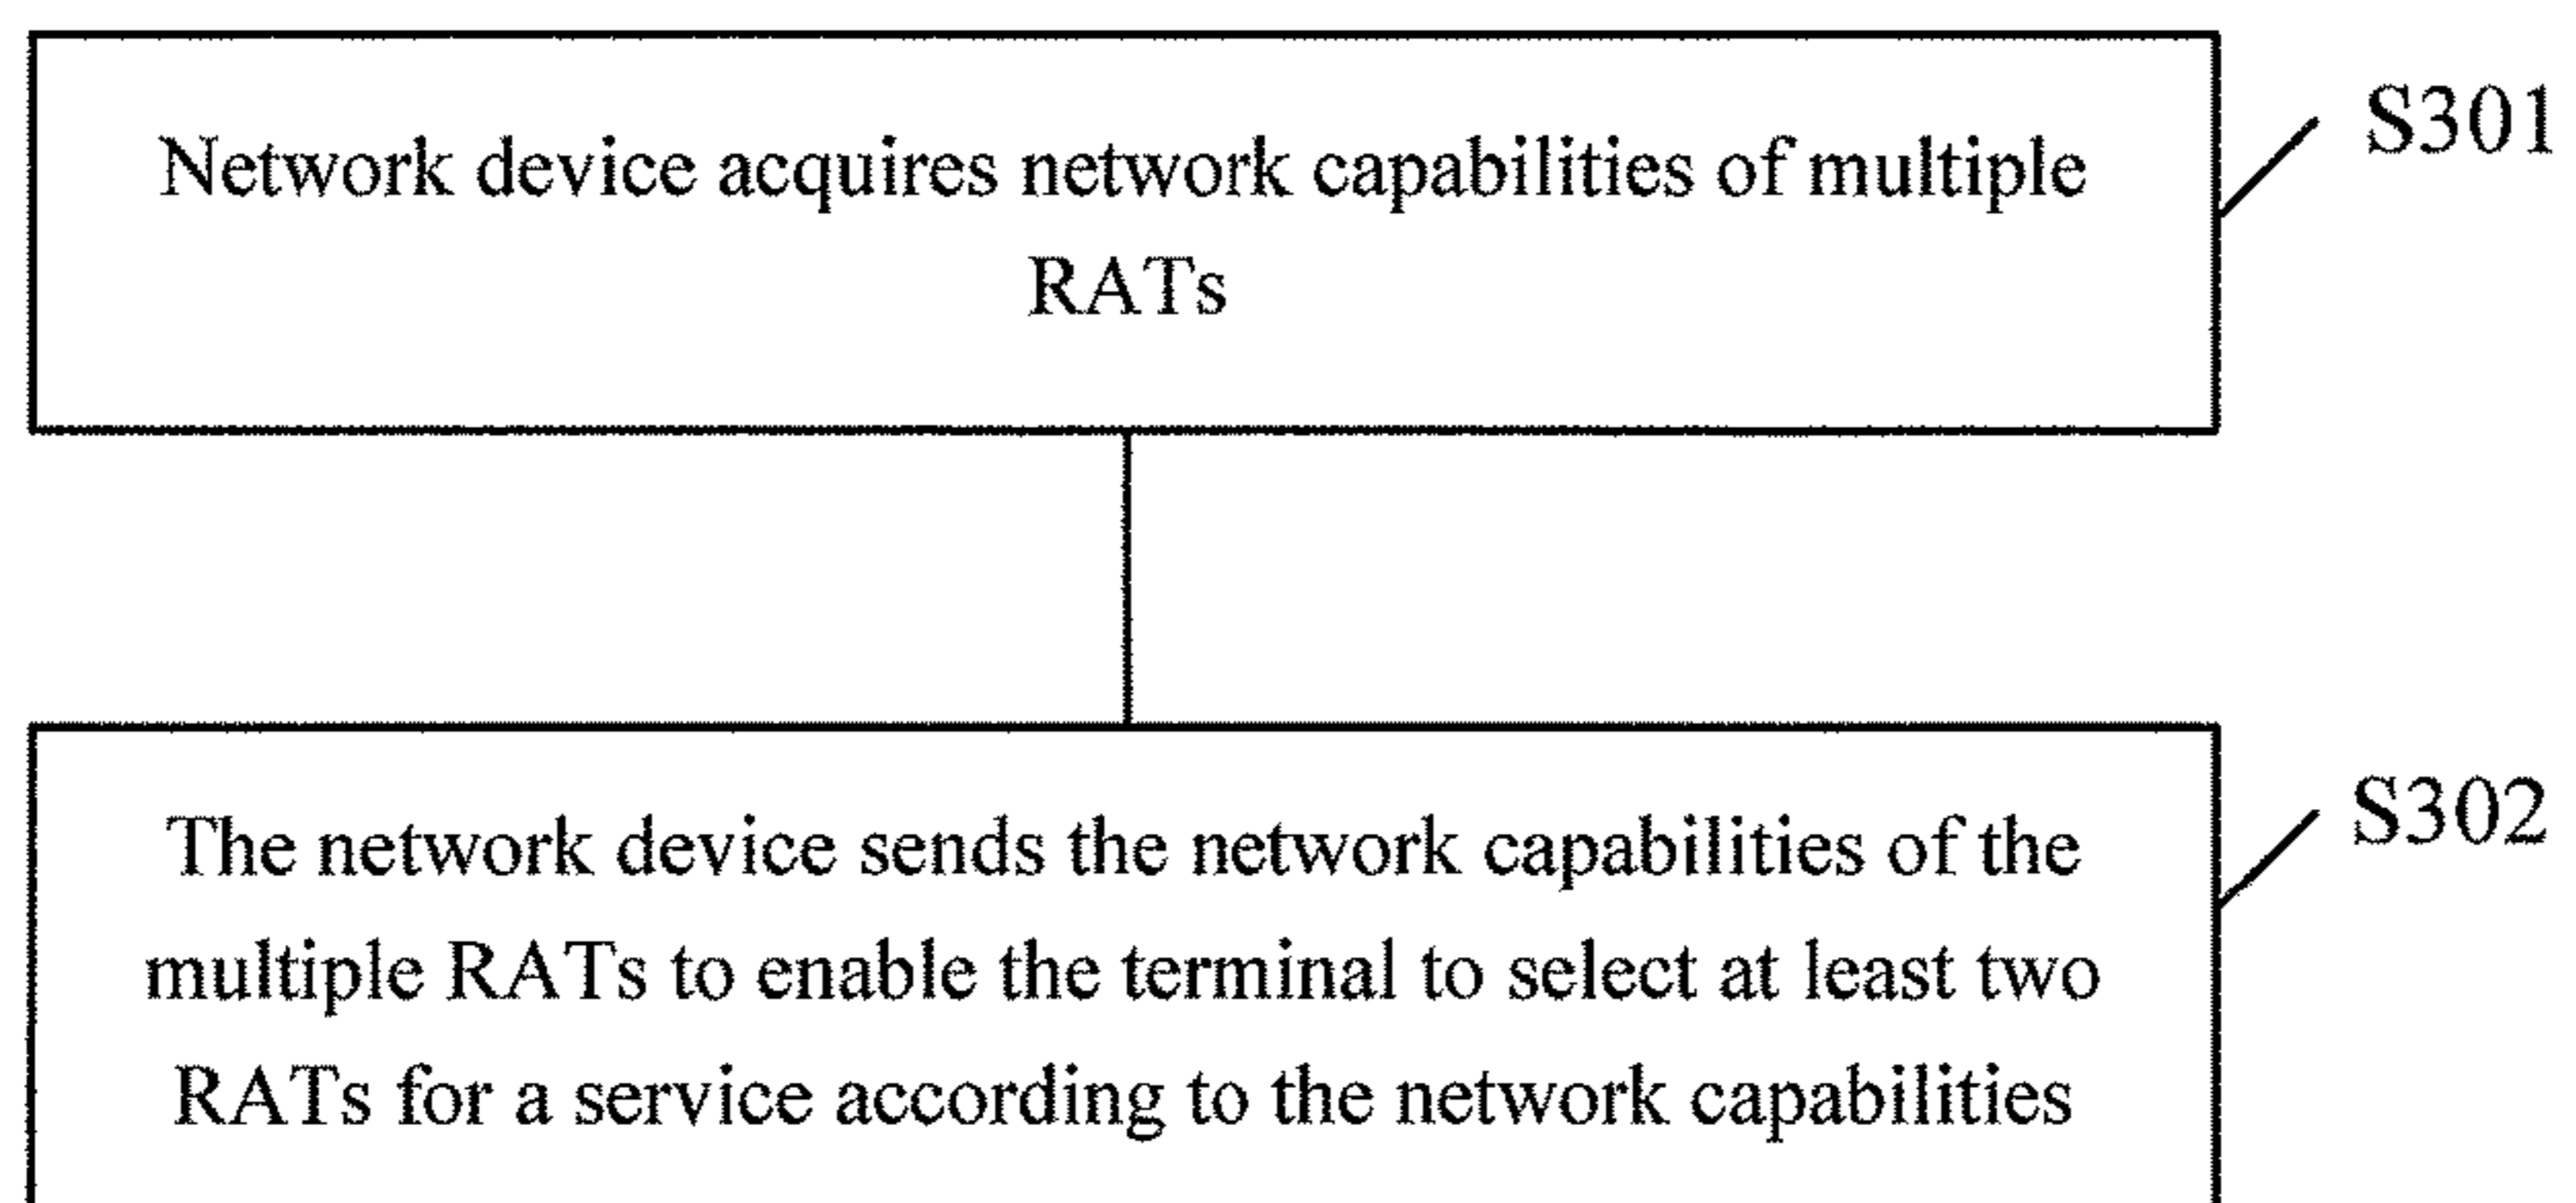 Network device acquires network capabilities of multiple
RATs
S301
The network device sends the network capabilities of the
multiple RATs to enable the terminal to select at least two
RATs for a service according to the network capabilities
S302